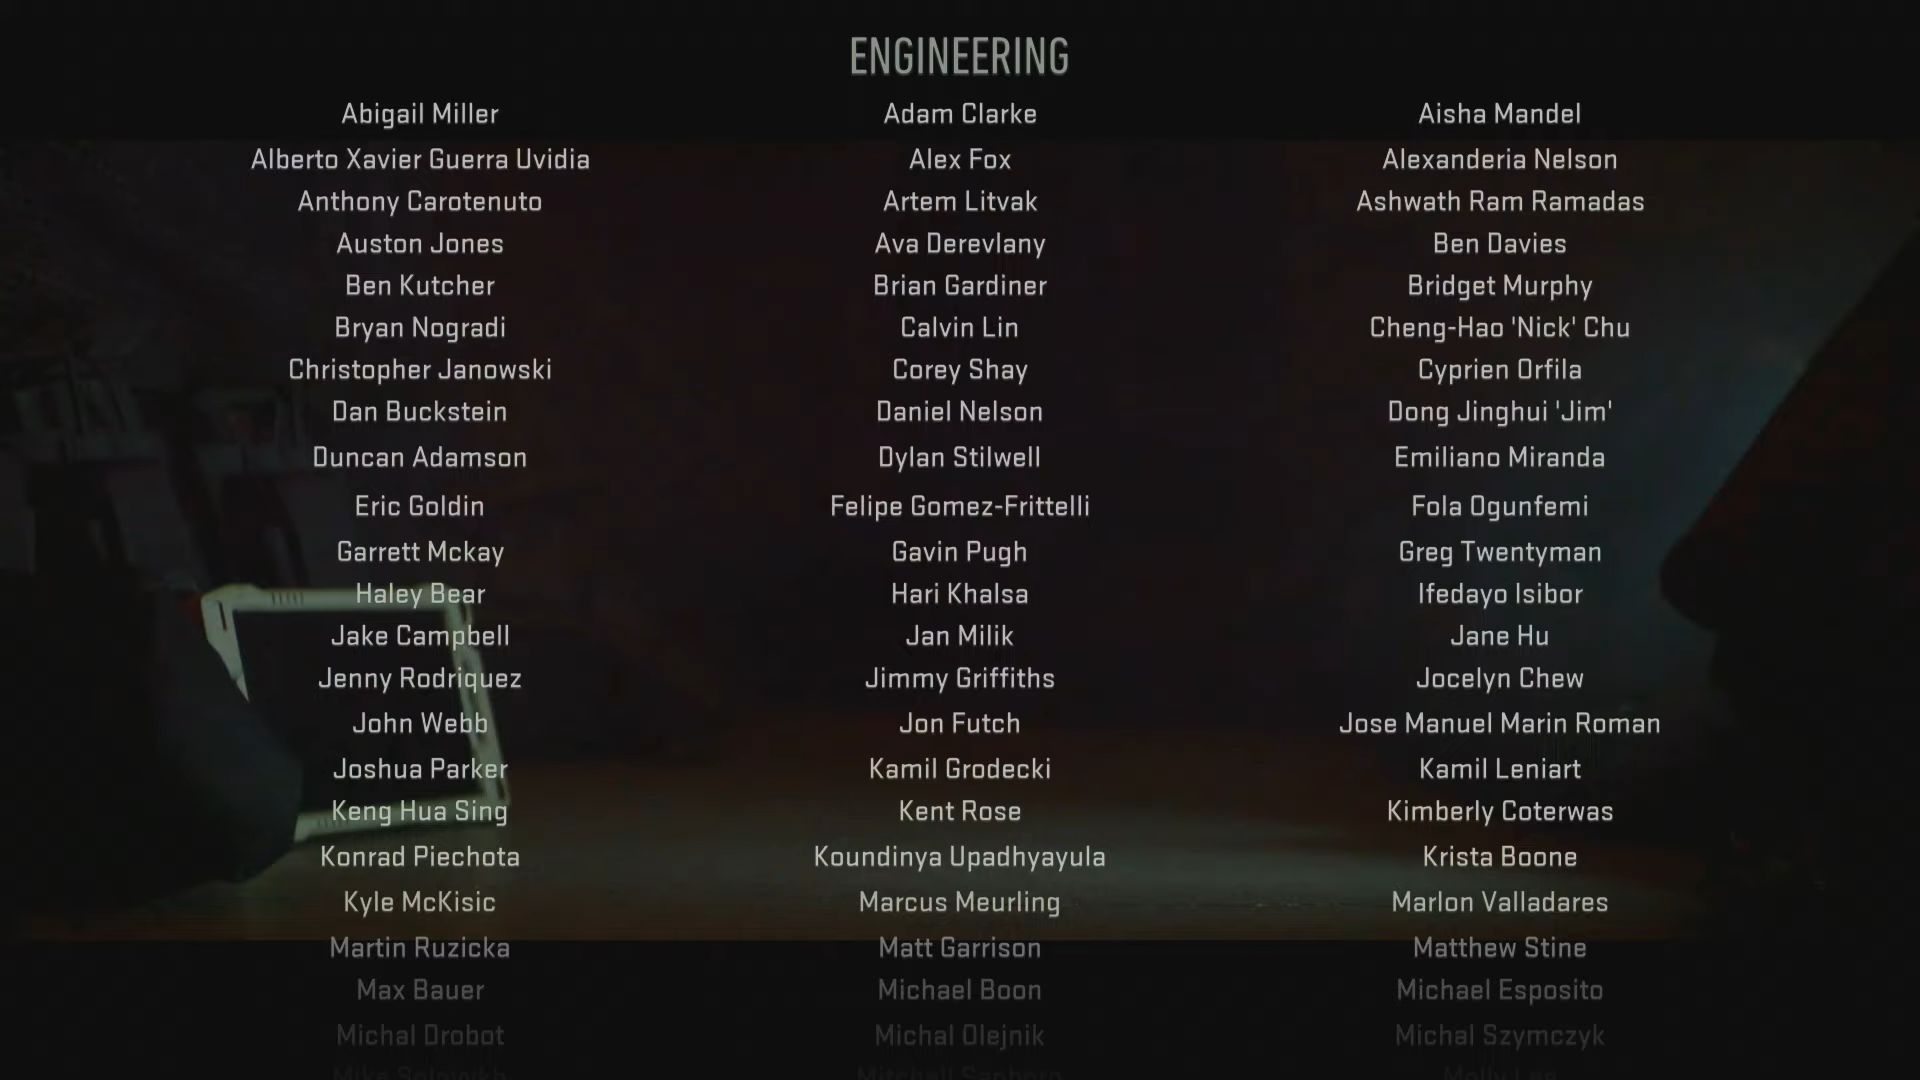 ENGINEERING
Abigail Miller Adam Clarke Aisha Mandel
Alberto Xavier Guerra Uvidia Alex Fox Alexanderia Nelson
Anthony Carotenuto Artem Litvak Ashwath Ram Ramadas
Auston Jones Ava Derevlany Ben Davies
Ben Kutcher Brian Gardiner Bridget Murphy
Bryan Nogradi Calvin Lin Cheng-Hao 'Nick' Chu
Christopher Janowski Corey Shay Cyprien Orfila
Dan Buckstein Daniel Nelson Dong Jinghui 'Jim'
Duncan Adamson Dylan Stilwell Emiliano Miranda
Eric Goldin Felipe Gomez-Frittelli Fola Ogunfemi
Garrett Mckay Gavin Pugh Greg Twentyman
Haley Bear Hari Khalsa Ifedayo Isibor
Jake Campbell Jan Milik Jane Hu
Jenny Rodriquez Jimmy Griffiths Jocelyn Chew
John Webb Jon Futch Jose Manuel Marin Roman
Joshua Parker Kamil Grodecki Kamil Leniart
Keng Hua Sing Kent Rose Kimberly Coterwas
Konrad Piechota Koundinya Upadhyayula Krista Boone
Kyle McKisic Marcus Meurling Marlon Valladares
Martin Ruzicka Matt Garrison Matthew Stine
Max Bauer Michael Boon Michael Esposito
Michal Drobot Michal Olejnik Michal Szymczyk